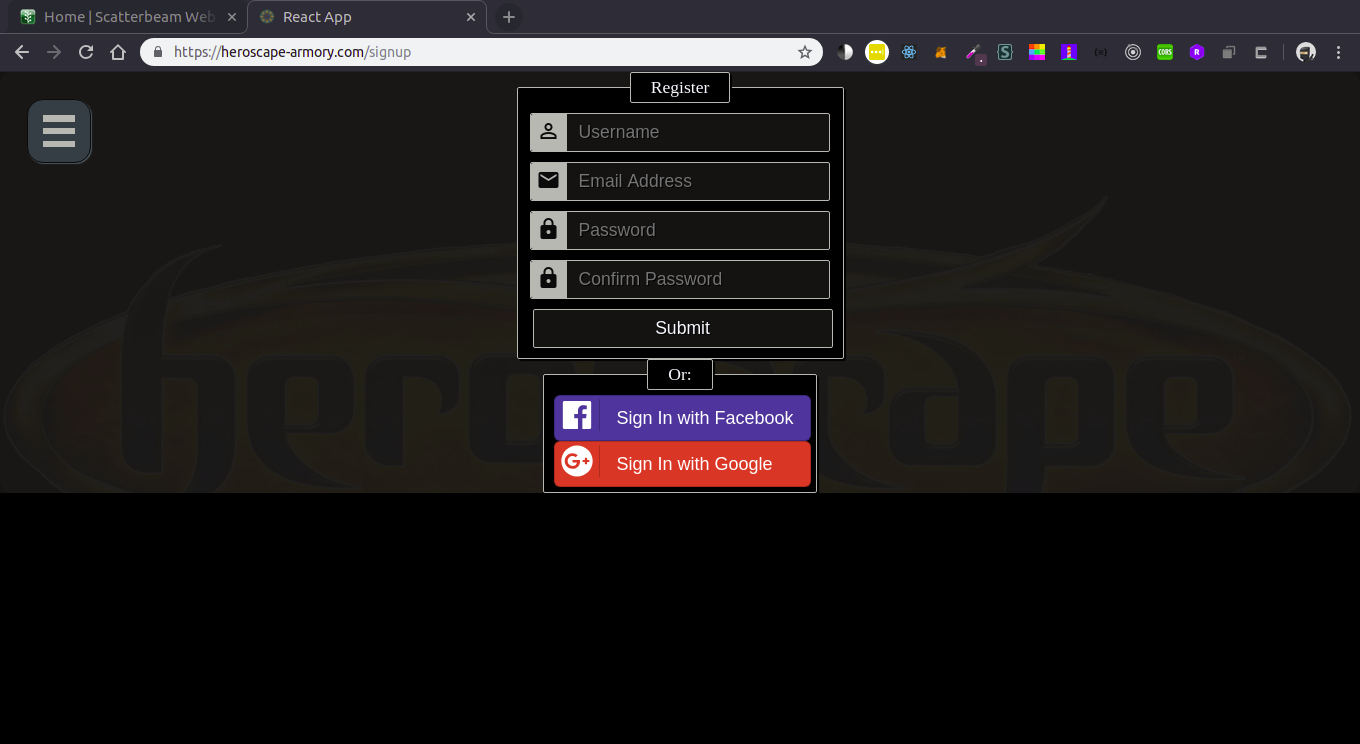 Home | Scatterbeam Web
React App
https://heroscape-armory.com/signup
CORS
R
Register
Username
Email Address
Password
Confirm Password
Submit
Or:
heroscape
Sign In with Facebook
Sign In with Google